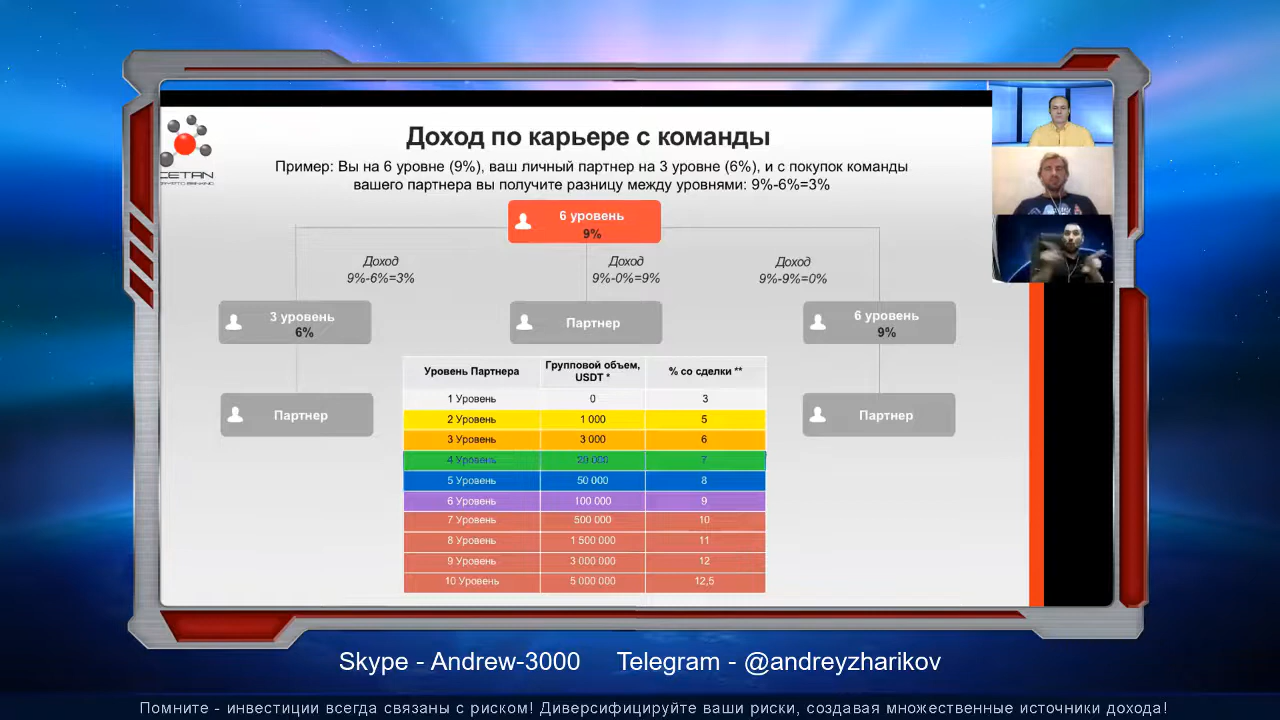 Доход по карьере с команды
Пример: Вы на 6 уровне (9%), ваш личный партнер на 3 уровне (6%), и с покупок команды
вашего партнера вы получите разницу между уровнями: 9%-6%=3%
CETAN
CRYPTO BANKING
6 уровень
9%
Доход
9%-6%=3%
Доход
9%-0%=9%
Доход
9%-9%=0%
3 уровень
6%
Партнер
6 уровень
9%
Партнер
Партнер
Уровень Партнера Групповой объем, USDT * % со сделки **
1 Уровень 0 3
2 Уровень 1 000 5
3 Уровень 3 000 6
4 Уровень 20 000 7
5 Уровень 50 000 8
6 Уровень 100 000 9
7 Уровень 500 000 10
8 Уровень 1 500 000 11
9 Уровень 3 000 000 12
10 Уровень 5 000 000 12,5
Skype - Andrew-3000 Telegram - @andreyzharikov
Помните - инвестиции всегда связаны с риском! Диверсифицируйте ваши риски, создавая множественные источники дохода!